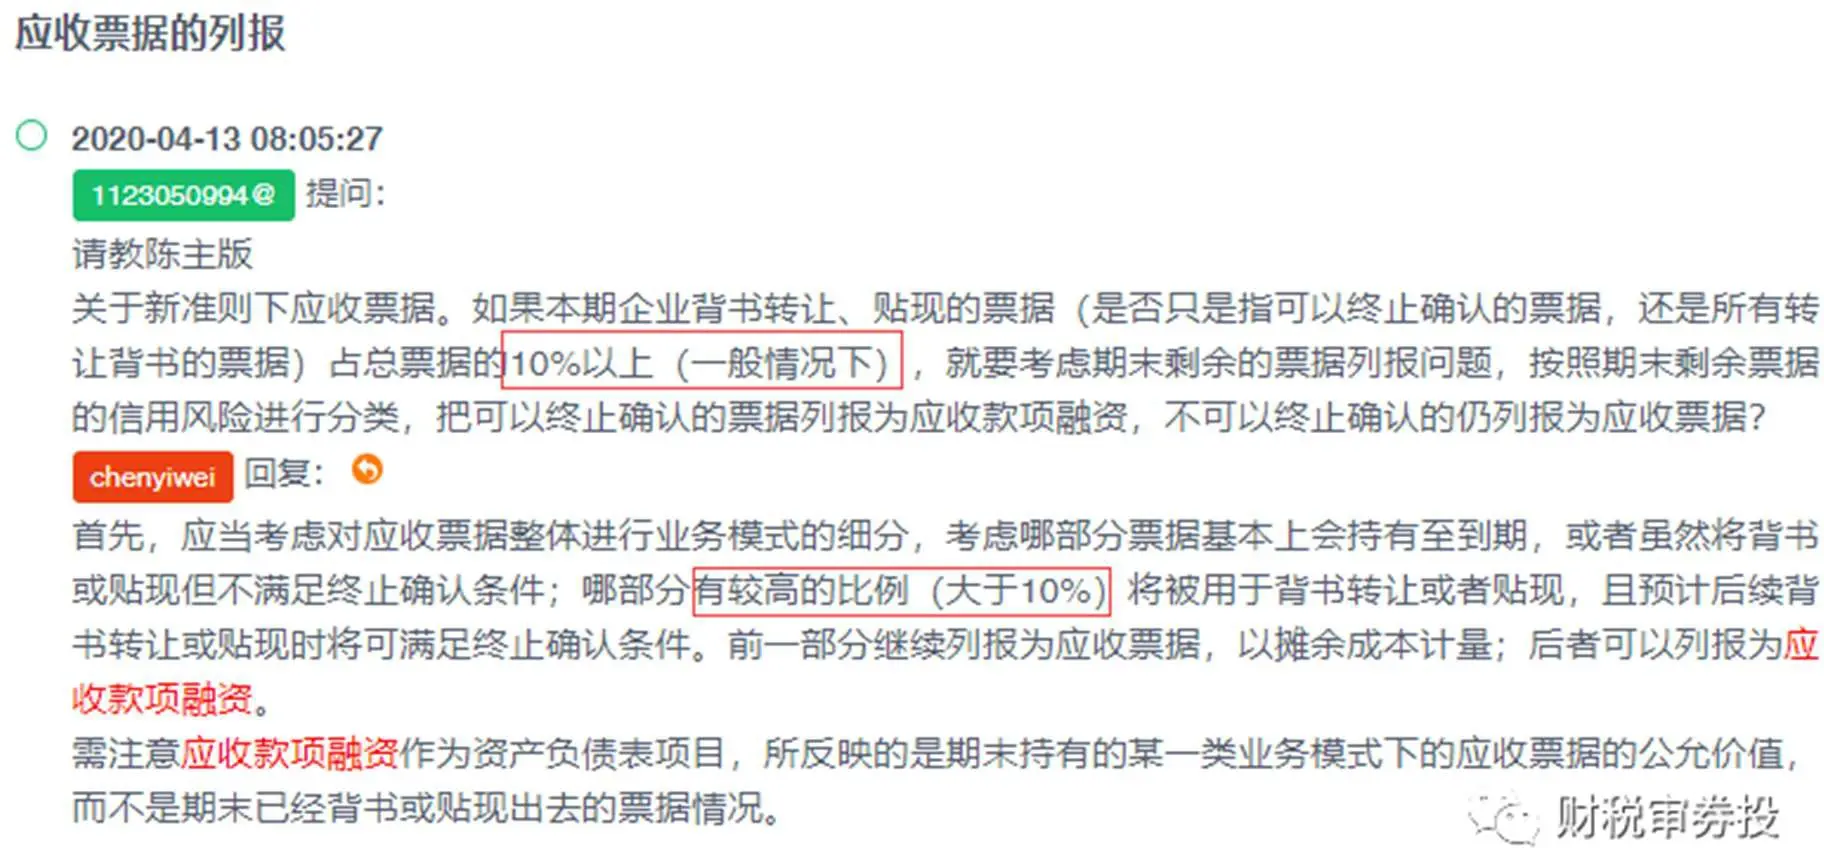 应收票据的列报
2020-04-13 08:05:27
1123050994@ 提问：
请教陈主版
关于新准则下应收票据。如果本期企业背书转让、贴现的票据（是否只是指可以终止确认的票据，还是所有转
让背书的票据）占总票据的10%以上（一般情况下），就要考虑期末剩余的票据列报问题，按照期末剩余票据
的信用风险进行分类，把可以终止确认的票据列报为应收款项融资，不可以终止确认的仍列报为应收票据？
chenyiwei 回复：
首先，应当考虑对应收票据整体进行业务模式的细分，考虑哪部分票据基本上会持有至到期，或者虽然将背书
或贴现但不满足终止确认条件；哪部分有较高的比例（大于10%）将被用于背书转让或者贴现，且预计后续背
书转让或贴现时将可满足终止确认条件。前一部分继续列报为应收票据，以摊余成本计量；后者可以列报为应
收款项融资。
需注意应收款项融资作为资产负债表项目，所反映的是期末持有的某一类业务模式下的应收票据的公允价值，
而不是期末已经背书或贴现出去的票据情况。
财税审券投